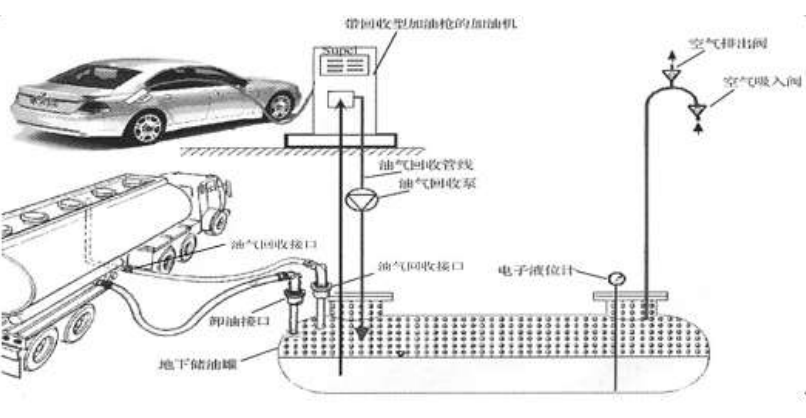 带回收型加油枪的加油机
Supel
空气排出阀
空气吸入阀
油气回收管线
油气回收泵
油气回收接口
油气回收接口
电子液位计
卸油接口
地下储油罐